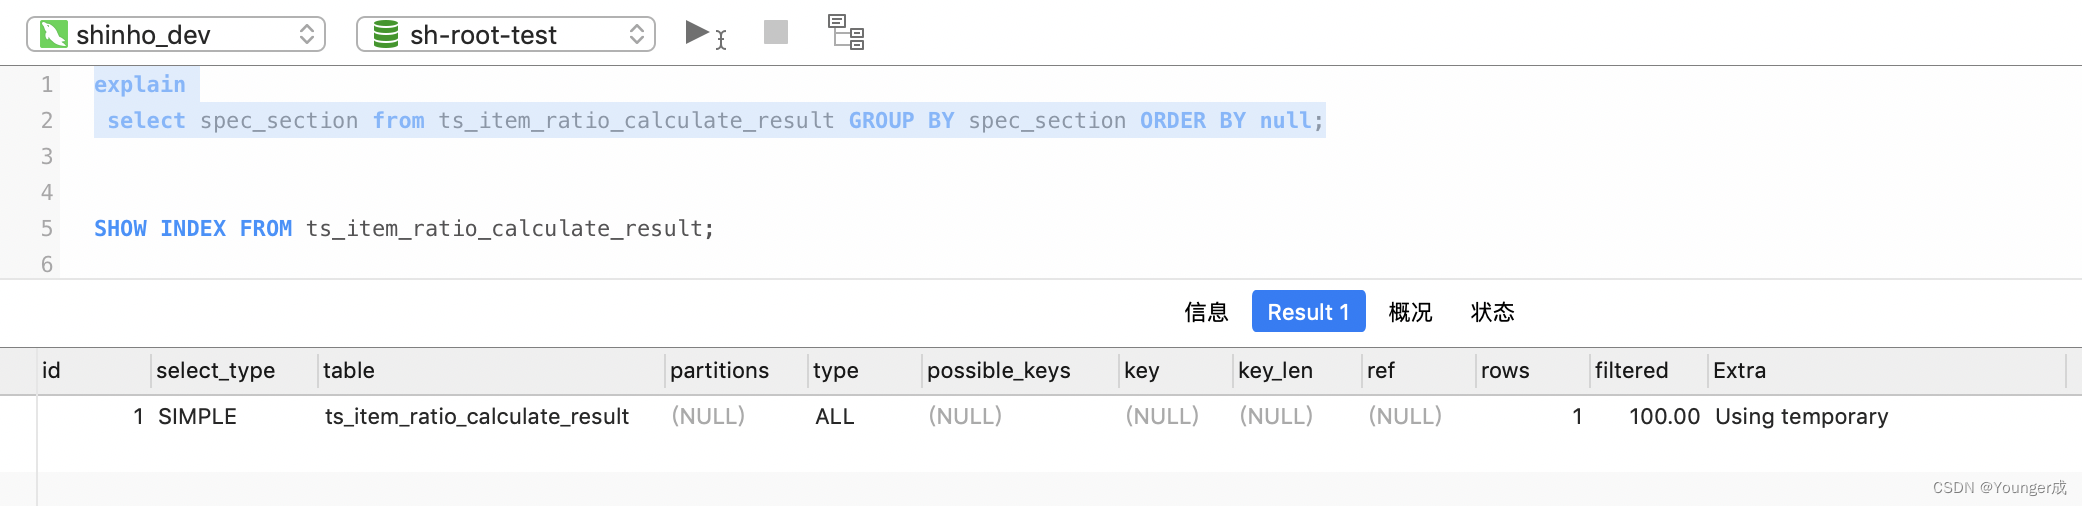 shinho_dev sh-root-test
1 explain
2 select spec_section from ts_item_ratio_calculate_result GROUP BY spec_section ORDER BY null;
3
4
5 SHOW INDEX FROM ts_item_ratio_calculate_result;
6
信息 Result 1 概况 状态
id select_type table partitions type possible_keys key key_len ref rows filtered Extra
1 SIMPLE ts_item_ratio_calculate_result (NULL) ALL (NULL) (NULL) (NULL) (NULL) 1 100.00 Using temporary
CSDN @Younger成